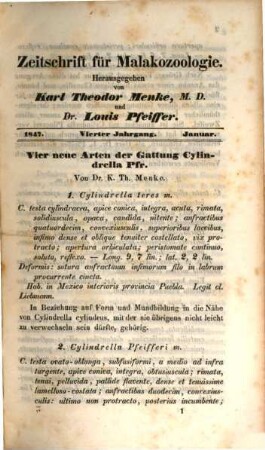 Zeitschrift für Malakozoologie.
Herausgegeben
von
Karl Theodor Menke, M. D.
und
Dr. Louis Pfeiffer.
1847. Vierter Jahrgang. Januar.
Vier neue Arten der Gattung Cylin-
drella Pfr.
Von Dr. K. Th. Menke.
1. Cylindrella teres m.
C. testa cylindracea, apice conica, integra, acuta, rimata,
solidiuscula, opaca, candida, nitente; anfractibus
quatuordecim, convexiusculis, superioribus laevibus,
infimo dense et oblique tenuiter costellato, vix pro-
tracto; apertura orbiculata; peristomate continuo,
soluto, reflexo. — Long. 9, 7 lin.; lat. 2, 2 lin.
Deformis: sutura anfractuum infimorum filo in labrum
procurrente cincta.
Hab. in Mexico interioris provincia Puebla. Legit cl.
Liebmann.
In Beziehung auf Form und Mundbildung in die Nähe
von Cylindrella cylindrus, mit der sie übrigens nicht leicht
zu verwechseln sein dürfte, gehörig.
2. Cylindrella Pfeifferi m.
C. testa ovato-oblonga, subfusiformi, a medio ad infra
turgente, apice conica, integra, obtusiuscula; rimata,
tenui, pellucida, pallide flavente, dense et tenuissime
lamelloso-costata; anfractibus duodecim, convexius-
culis: ultimo num protracto, posterius incumbente;
1